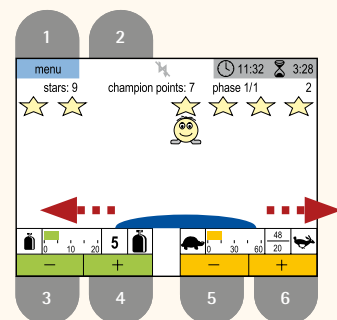 1 2
menu 11:32 3:28
stars: 9 champion points: 7 phase 1/1 2
0 10 20 5 0 30 60 48
20
− + − +
3 4 5 6